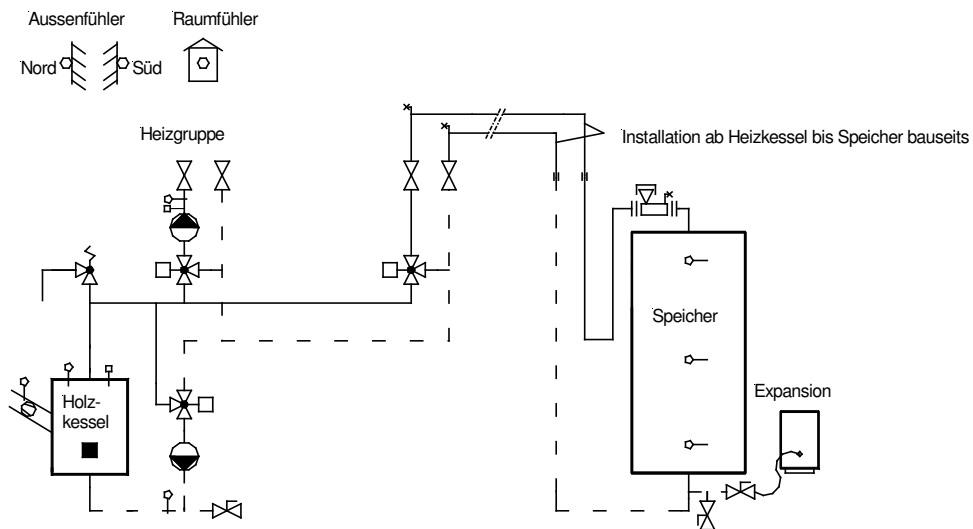 Aussenfühler Raumfühler
Nord Süd
Heizgruppe
Installation ab Heizkessel bis Speicher bauseits
Speicher
Expansion
Holz-
kessel